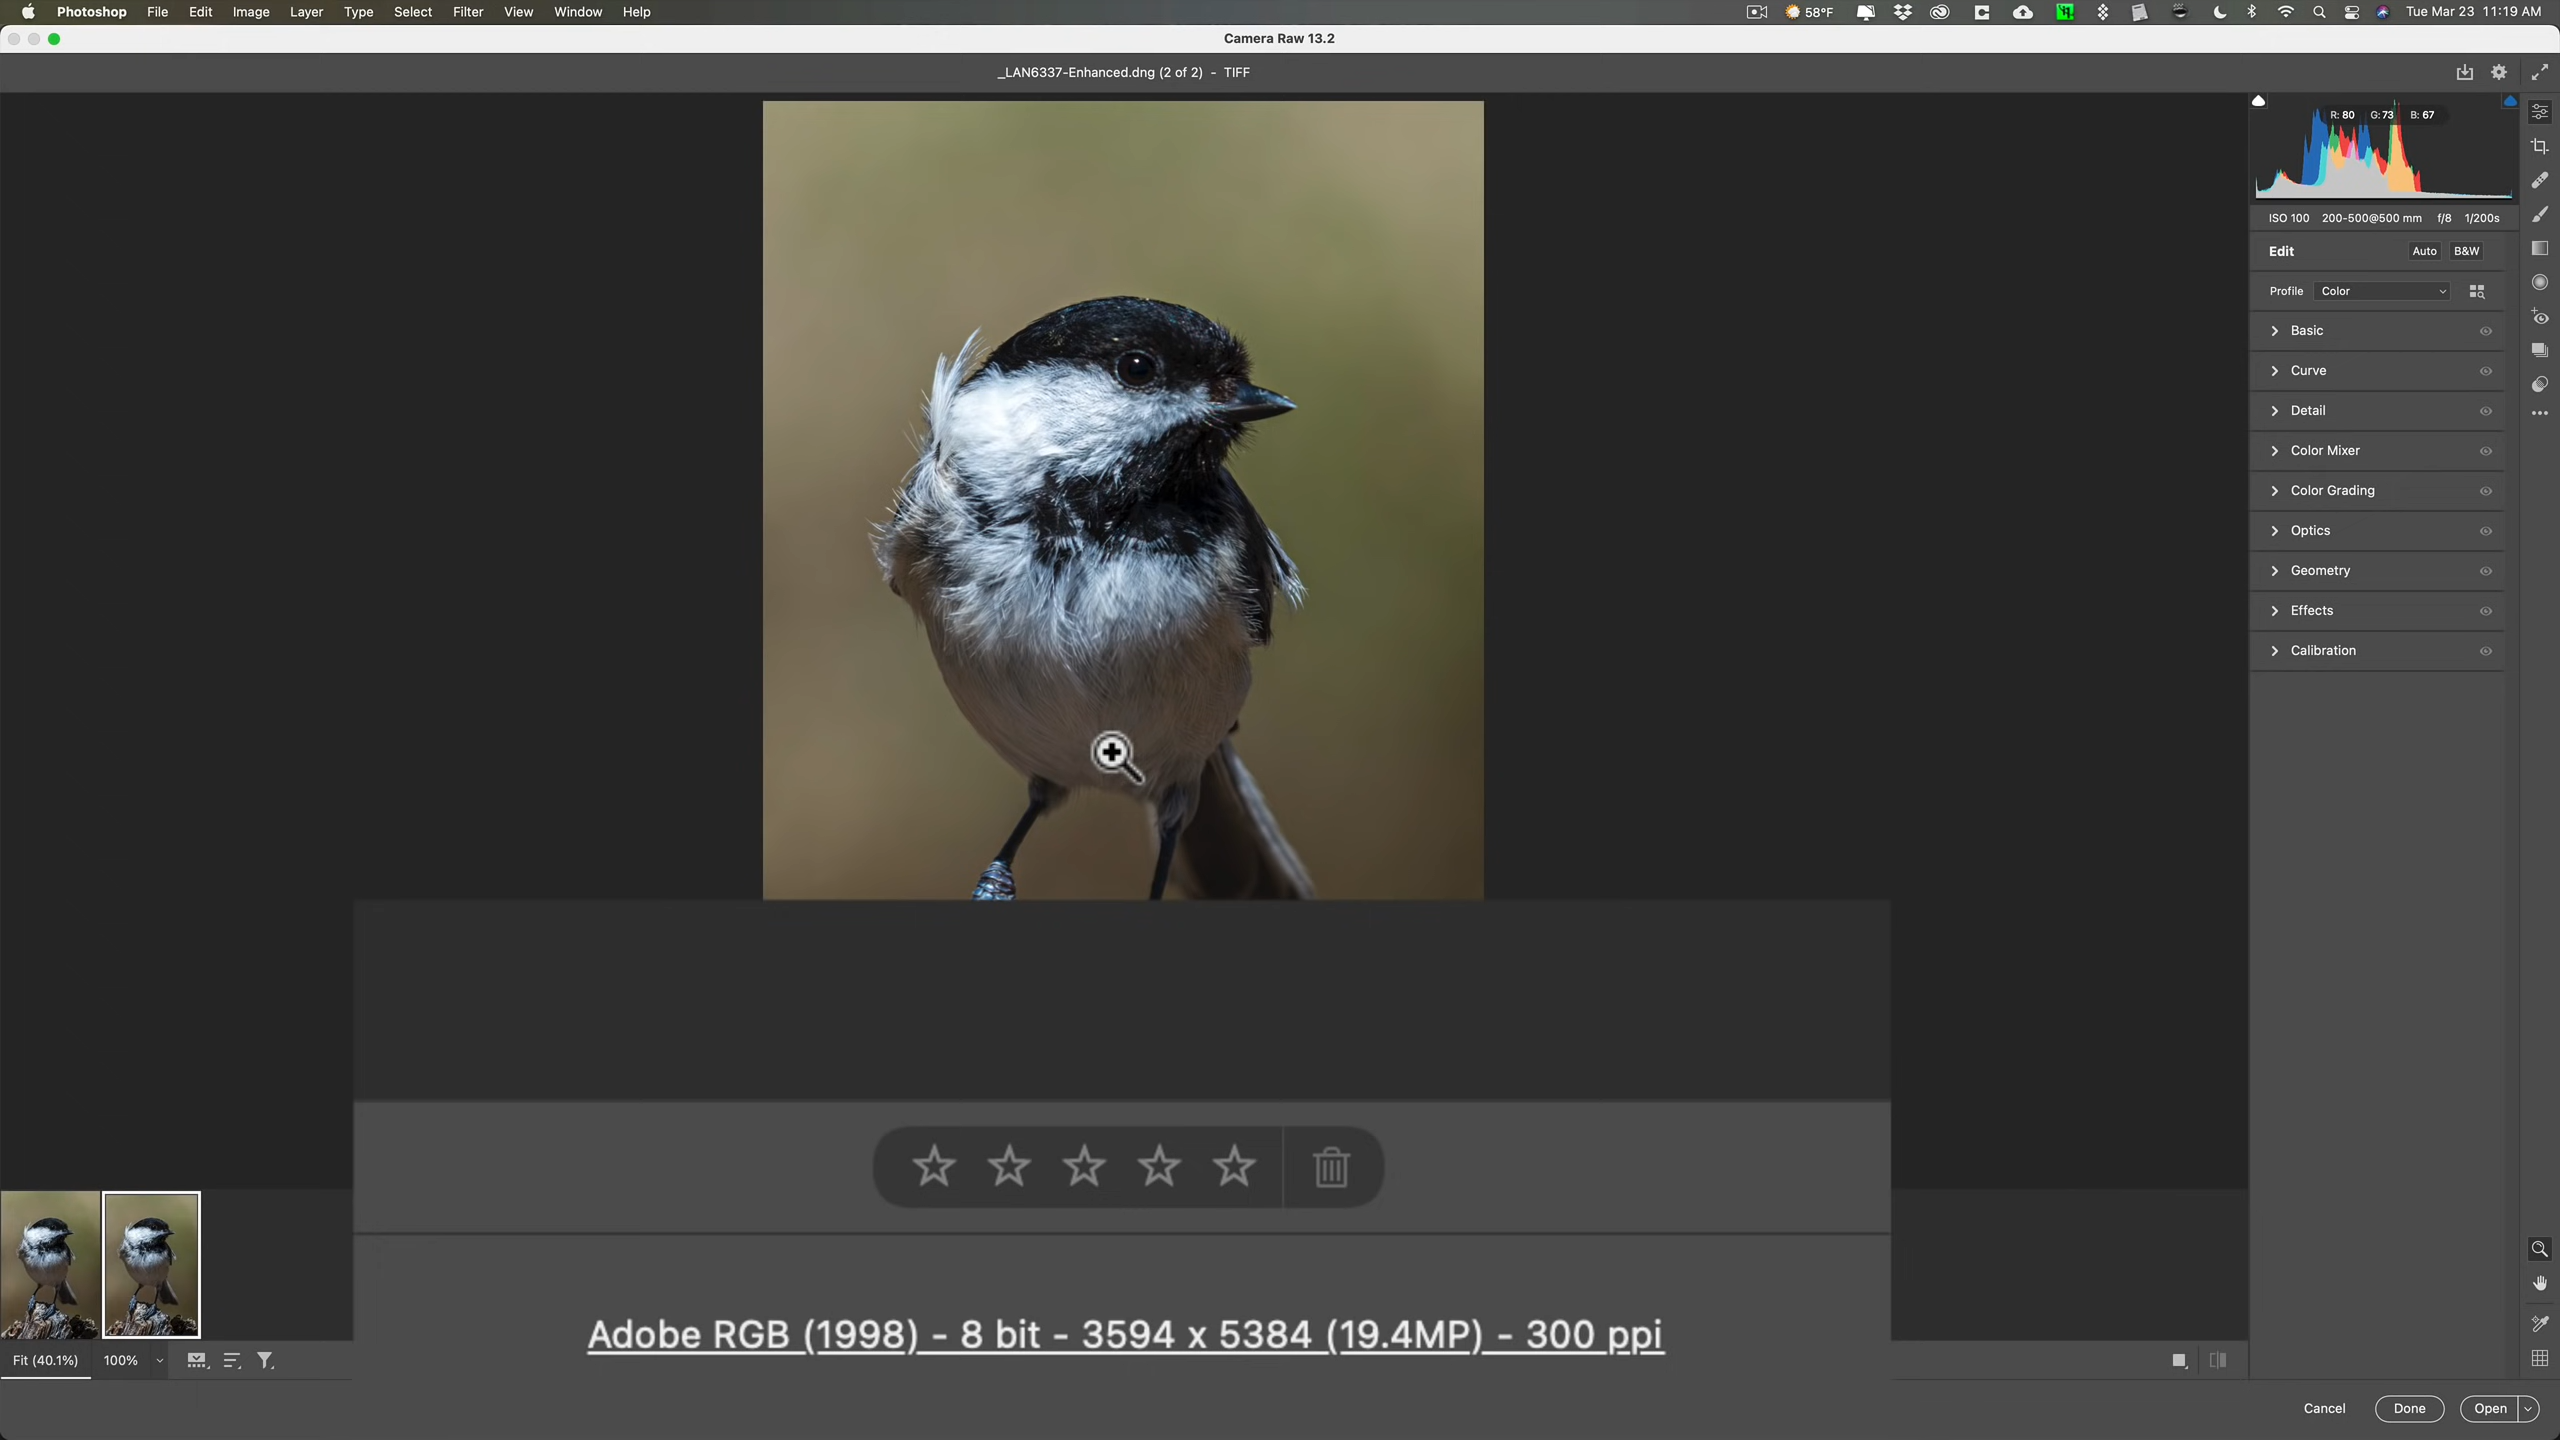 Photoshop File Edit Image Layer Type Select Filter View Window Help 58°F Tue Mar 23 11:19 AM
Camera Raw 13.2
_LAN6337-Enhanced.dng (2 of 2) - TIFF
R: 80 G: 73 B: 67
ISO 100 200-500@500 mm f/8 1/200s
Edit Auto B&W
Profile Color
Basic
Curve
Detail
Color Mixer
Color Grading
Optics
Geometry
Effects
Calibration
Adobe RGB (1998) - 8 bit - 3594 x 5384 (19.4MP) - 300 ppi
Fit (40.1%) 100%
Cancel Done Open